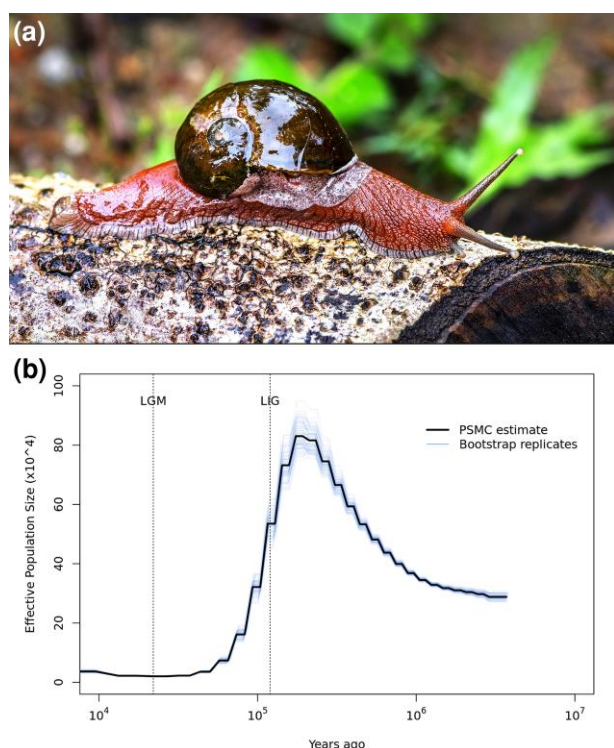 (a)
(b)
LGM
LIG
PSMC estimate
Bootstrap replicates
Effective Population Size (x10^4)
100
80
60
40
20
0
10⁴
10⁵
10⁶
10⁷
Years ago